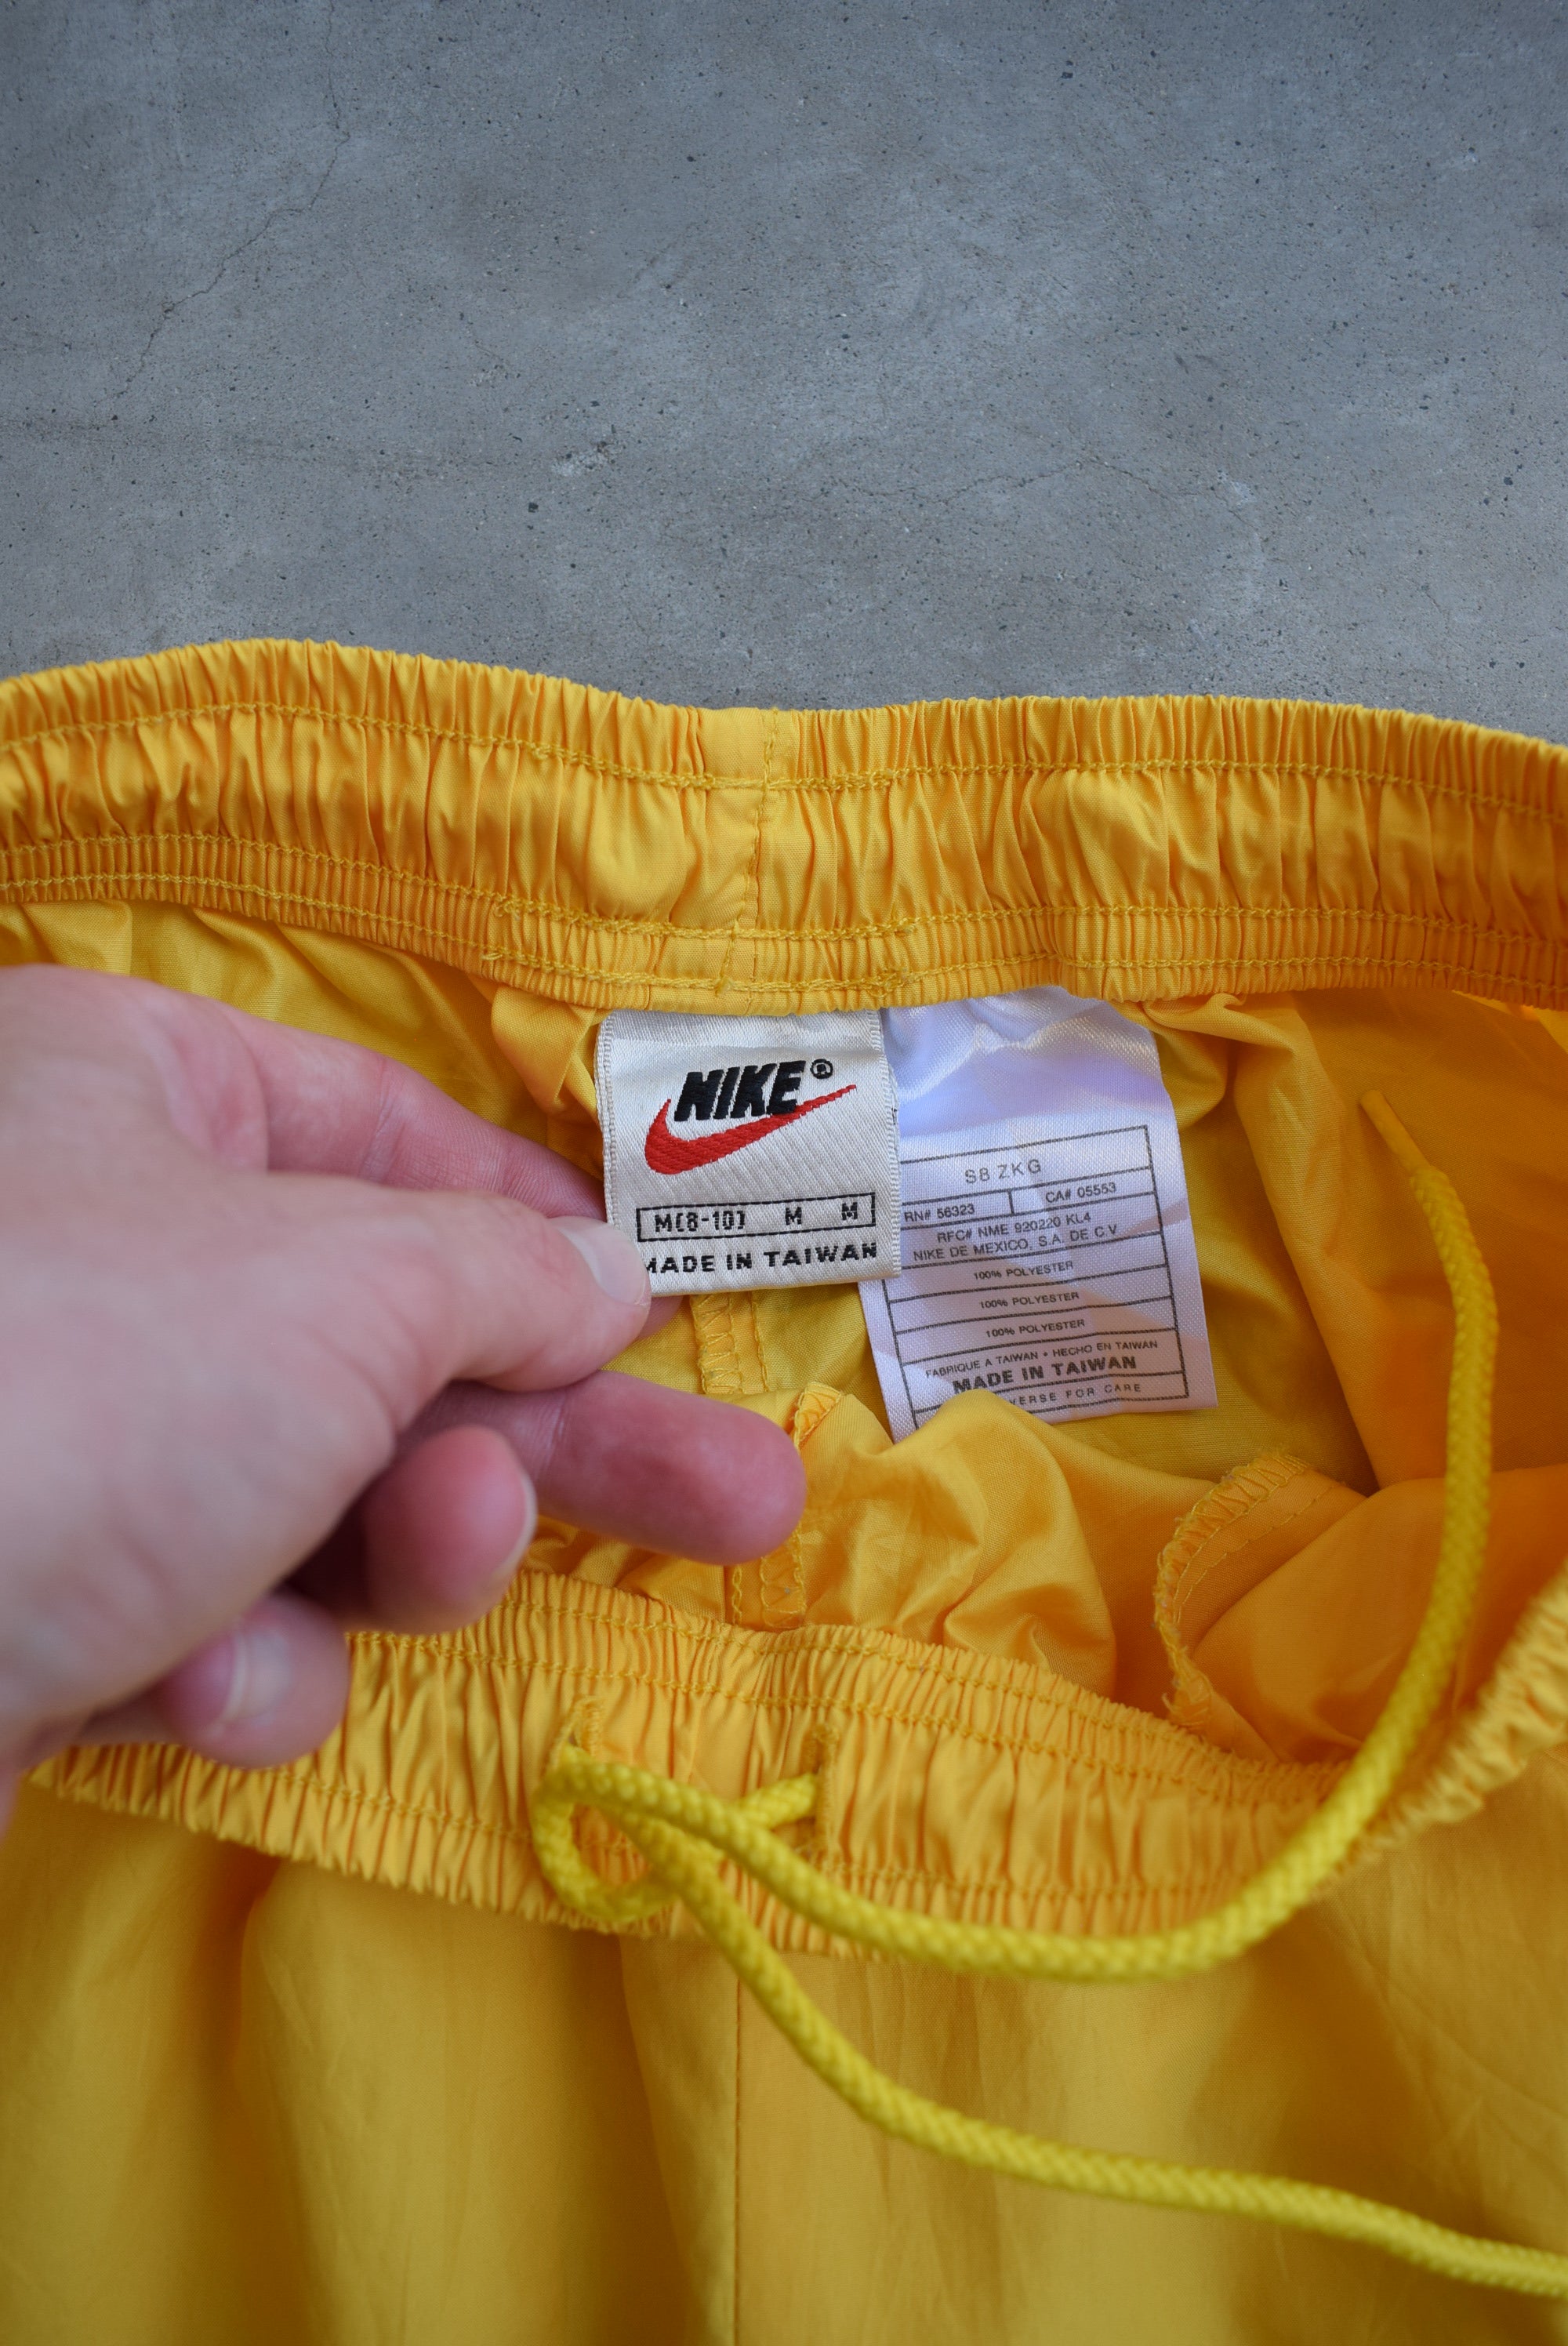 NIKE®
M(8-10) M M
MADE IN TAIWAN
S8 ZKG
RN# 56323 CA# 05553
RFC# NME 920220 KL4
NIKE DE MEXICO, S.A. DE C.V.
100% POLYESTER
100% POLYESTER
100% POLYESTER
FABRIQUE A TAIWAN • HECHO EN TAIWAN
MADE IN TAIWAN
FOR CARE